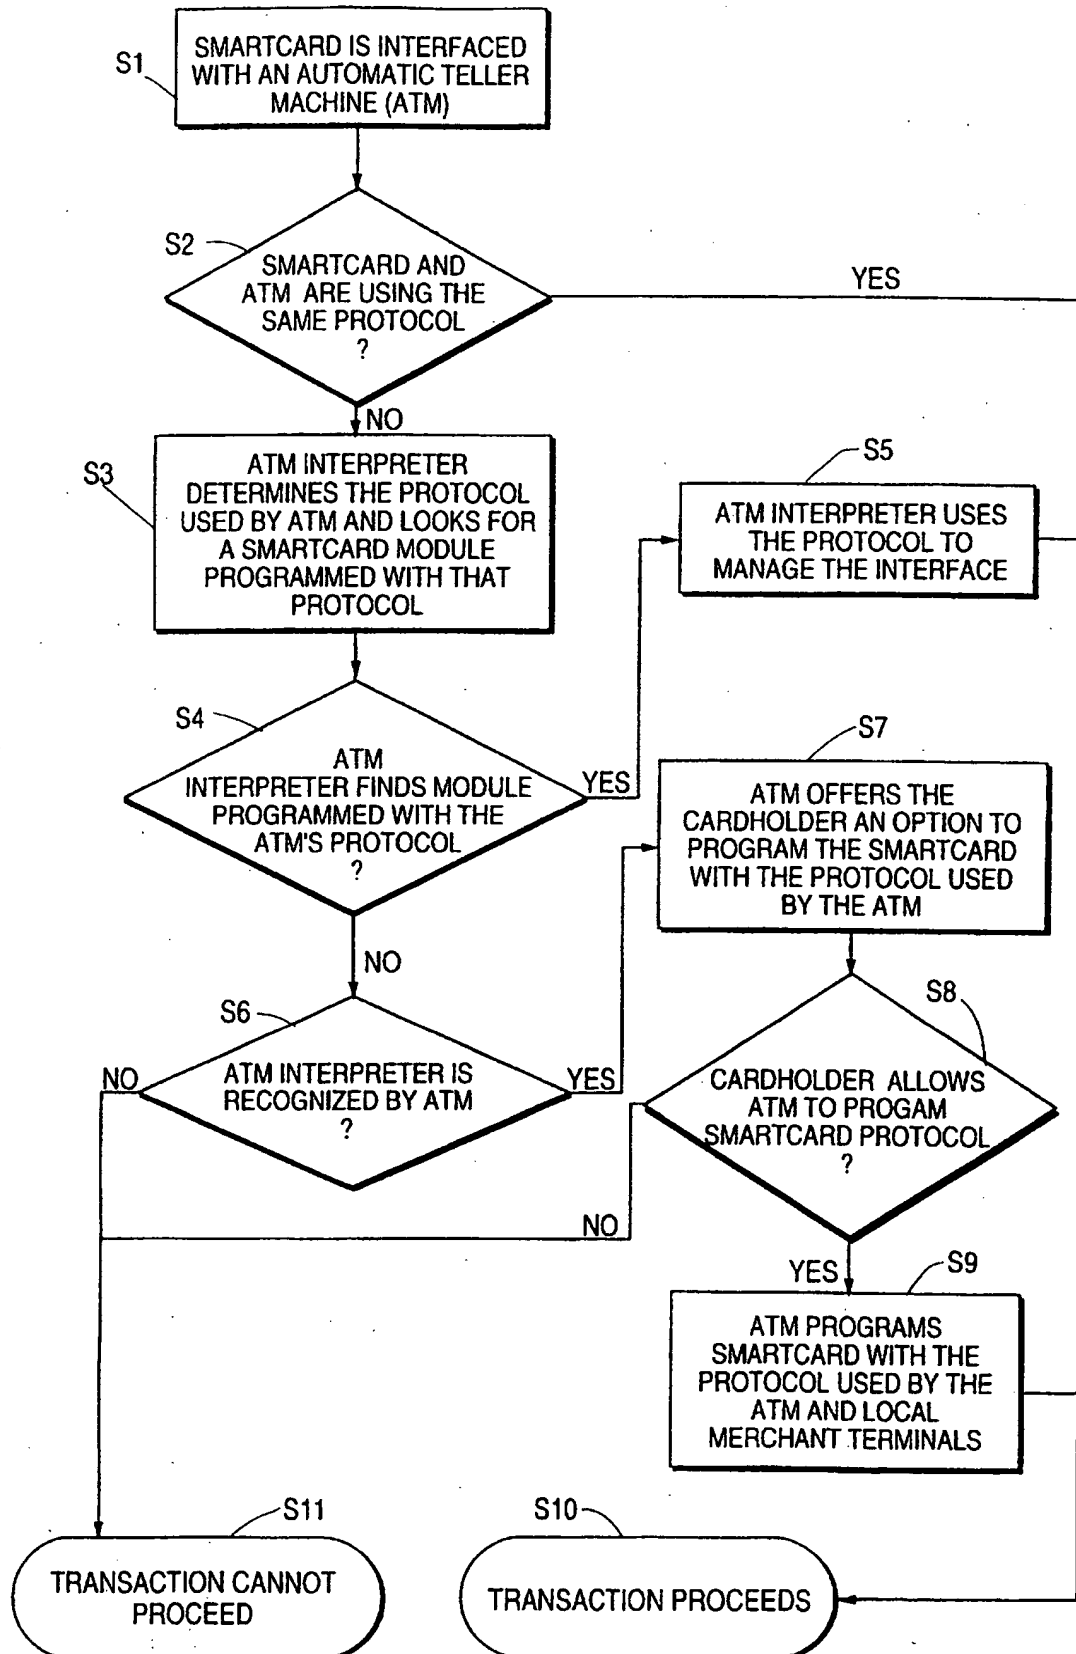 S1
SMARTCARD IS INTERFACED
WITH AN AUTOMATIC TELLER
MACHINE (ATM)
S2
SMARTCARD AND
ATM ARE USING THE
SAME PROTOCOL
?
YES
NO
S3
ATM INTERPRETER
DETERMINES THE PROTOCOL
USED BY ATM AND LOOKS FOR
A SMARTCARD MODULE
PROGRAMMED WITH THAT
PROTOCOL
S5
ATM INTERPRETER USES
THE PROTOCOL TO
MANAGE THE INTERFACE
S4
ATM
INTERPRETER FINDS MODULE
PROGRAMMED WITH THE
ATM'S PROTOCOL
?
YES
NO
S7
ATM OFFERS THE
CARDHOLDER AN OPTION TO
PROGRAM THE SMARTCARD
WITH THE PROTOCOL USED
BY THE ATM
S6
ATM INTERPRETER IS
RECOGNIZED BY ATM
?
NO
YES
S8
CARDHOLDER ALLOWS
ATM TO PROGAM
SMARTCARD PROTOCOL
?
NO
YES
S9
ATM PROGRAMS
SMARTCARD WITH THE
PROTOCOL USED BY THE
ATM AND LOCAL
MERCHANT TERMINALS
S11
TRANSACTION CANNOT
PROCEED
S10
TRANSACTION PROCEEDS